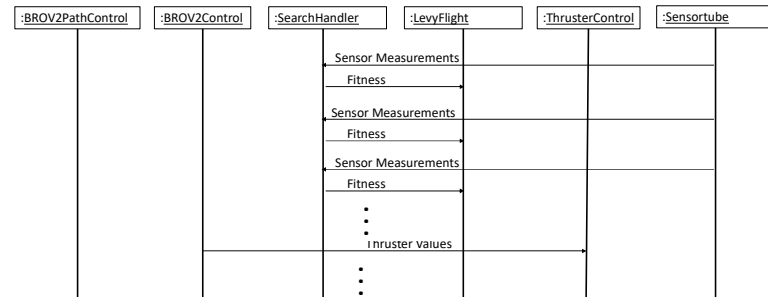 :BROV2PathControl :BROV2Control :SearchHandler :LevyFlight :ThrusterControl :Sensortube
Sensor Measurements
Fitness
Sensor Measurements
Fitness
Sensor Measurements
Fitness
Thruster values